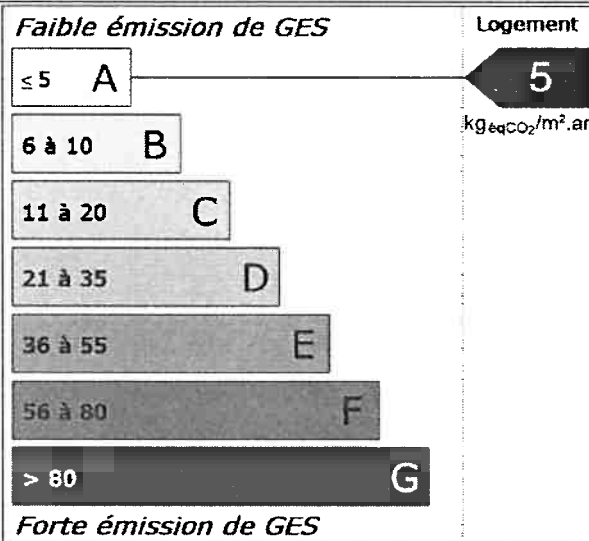 Faible émission de GES
Logement
≤ 5 A
5
kgéqCO₂/m².an
6 à 10 B
11 à 20 C
21 à 35 D
36 à 55 E
56 à 80 F
> 80 G
Forte émission de GES